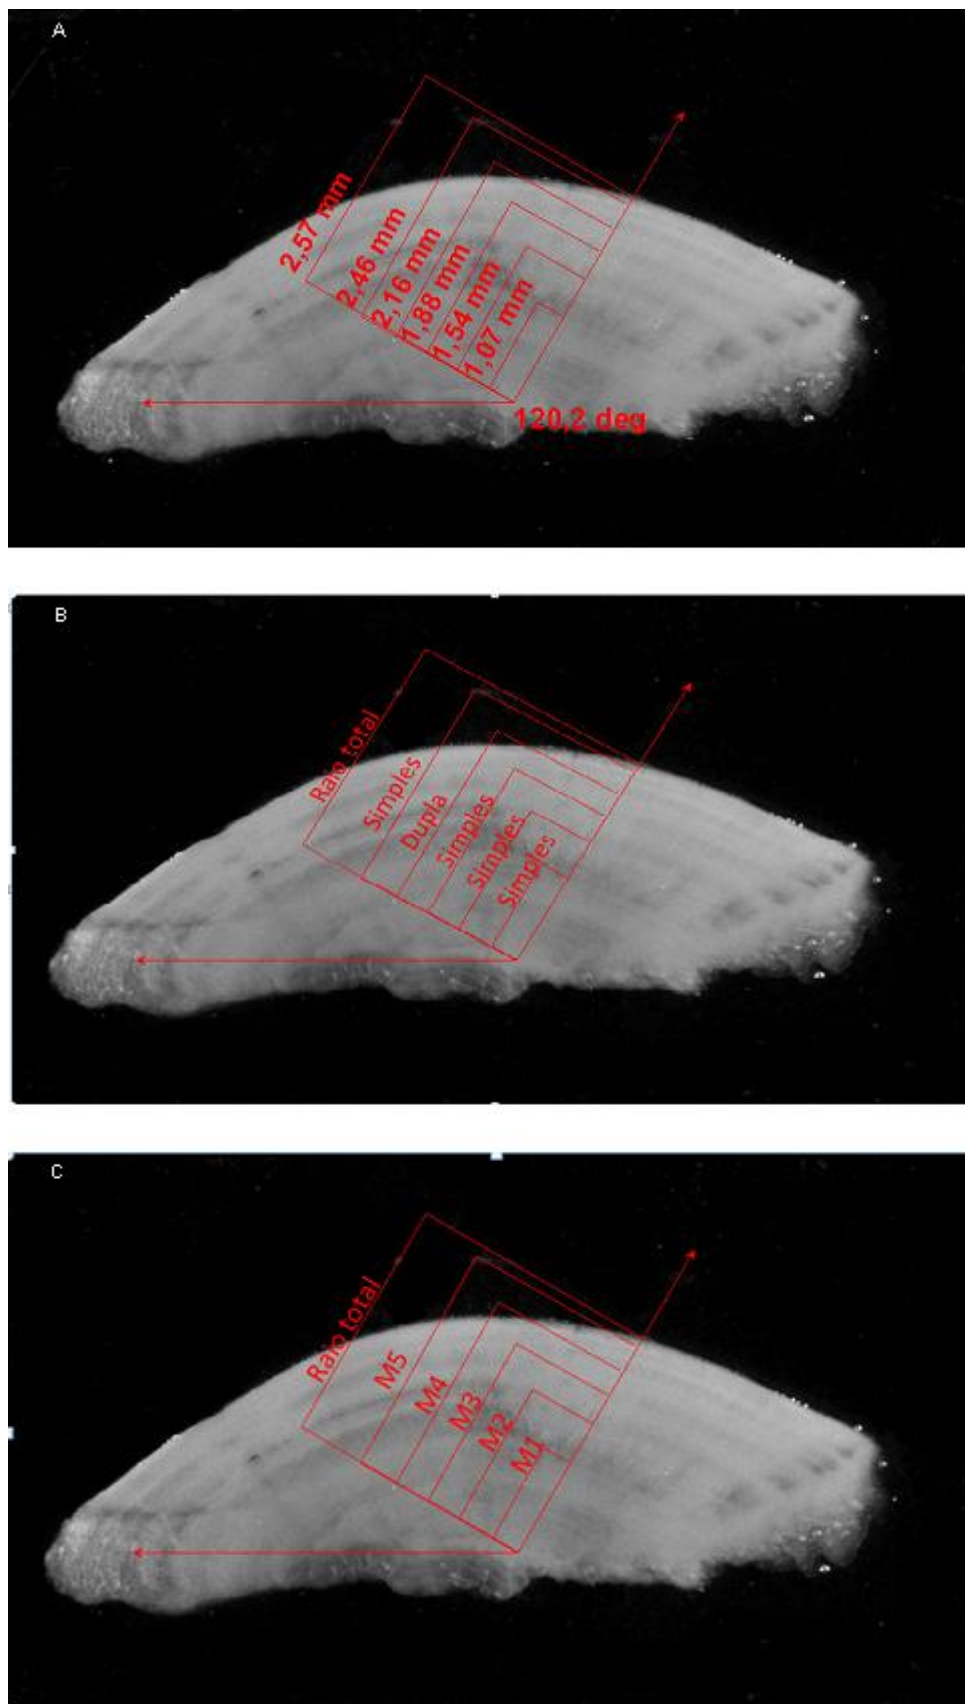 A
2,57 mm
2,46 mm
2,16 mm
1,88 mm
1,54 mm
1,07 mm
120,2 deg
B
Raio total
Simples
Dupla
Simples
Simples
Simples
C
Raio total
M5
M4
M3
M2
M1